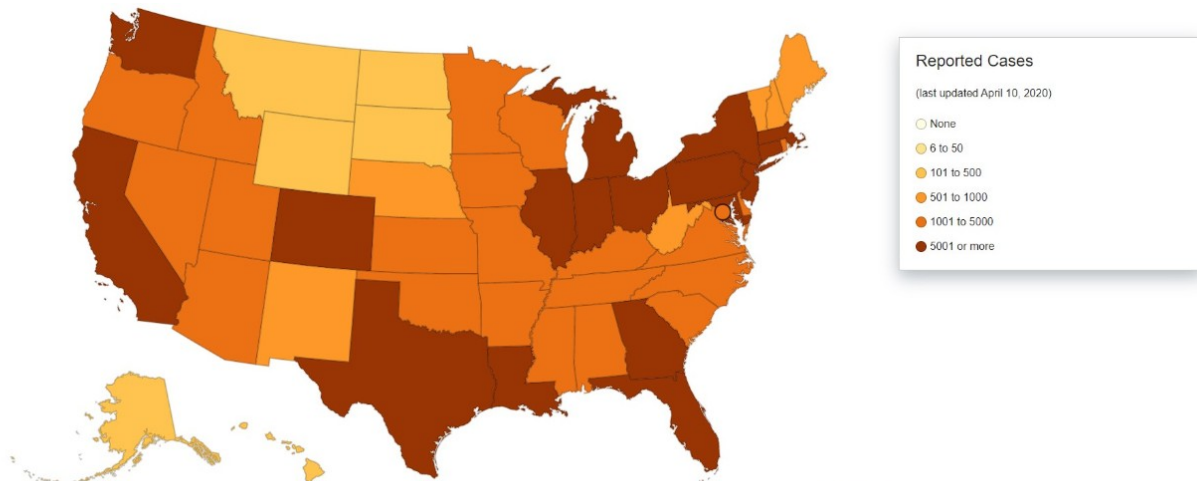 Reported Cases
(last updated April 10, 2020)
None
6 to 50
101 to 500
501 to 1000
1001 to 5000
5001 or more